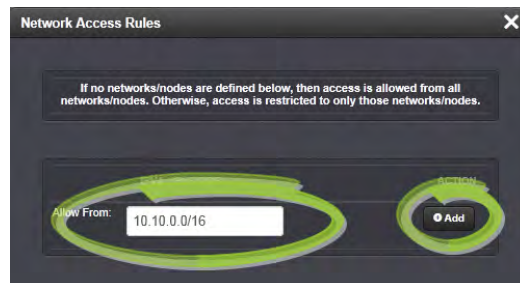 Network Access Rules
If no networks/nodes are defined below, then access is allowed from all
networks/nodes. Otherwise, access is restricted to only those networks/nodes.
ACTION
Allow From:
10.10.0.0/16
Add